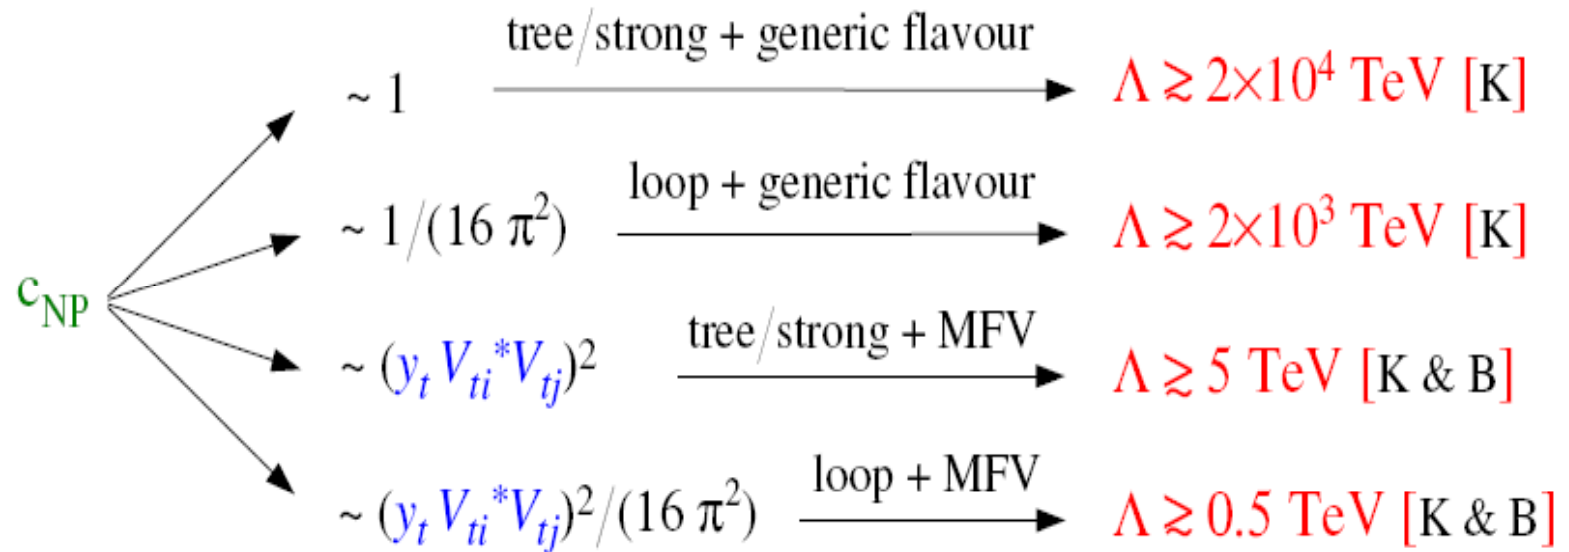 tree/strong + generic flavour
~ 1 Λ ≳ 2×10⁴ TeV [K]
loop + generic flavour
~ 1/(16 π²) Λ ≳ 2×10³ TeV [K]
c_NP
tree/strong + MFV
~ (y_t V_ti* V_tj)² Λ ≳ 5 TeV [K & B]
loop + MFV
~ (y_t V_ti* V_tj)²/(16 π²) Λ ≳ 0.5 TeV [K & B]